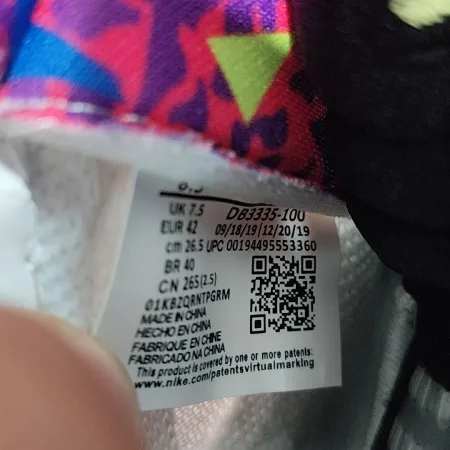 UK 7.5 DB3335-100
EUR 42 09/18/19 | 12/20/19
cm 26.5 UPC 00194495553360
BR 40
CN 265(2.5)
01KBZQRNTPGRM
MADE IN CHINA
HECHO EN CHINA
FABRIQUE EN CHINE
FABRICADO NA CHINA
This product is covered by one or more patents:
www.nike.com/patentsvirtualmarking